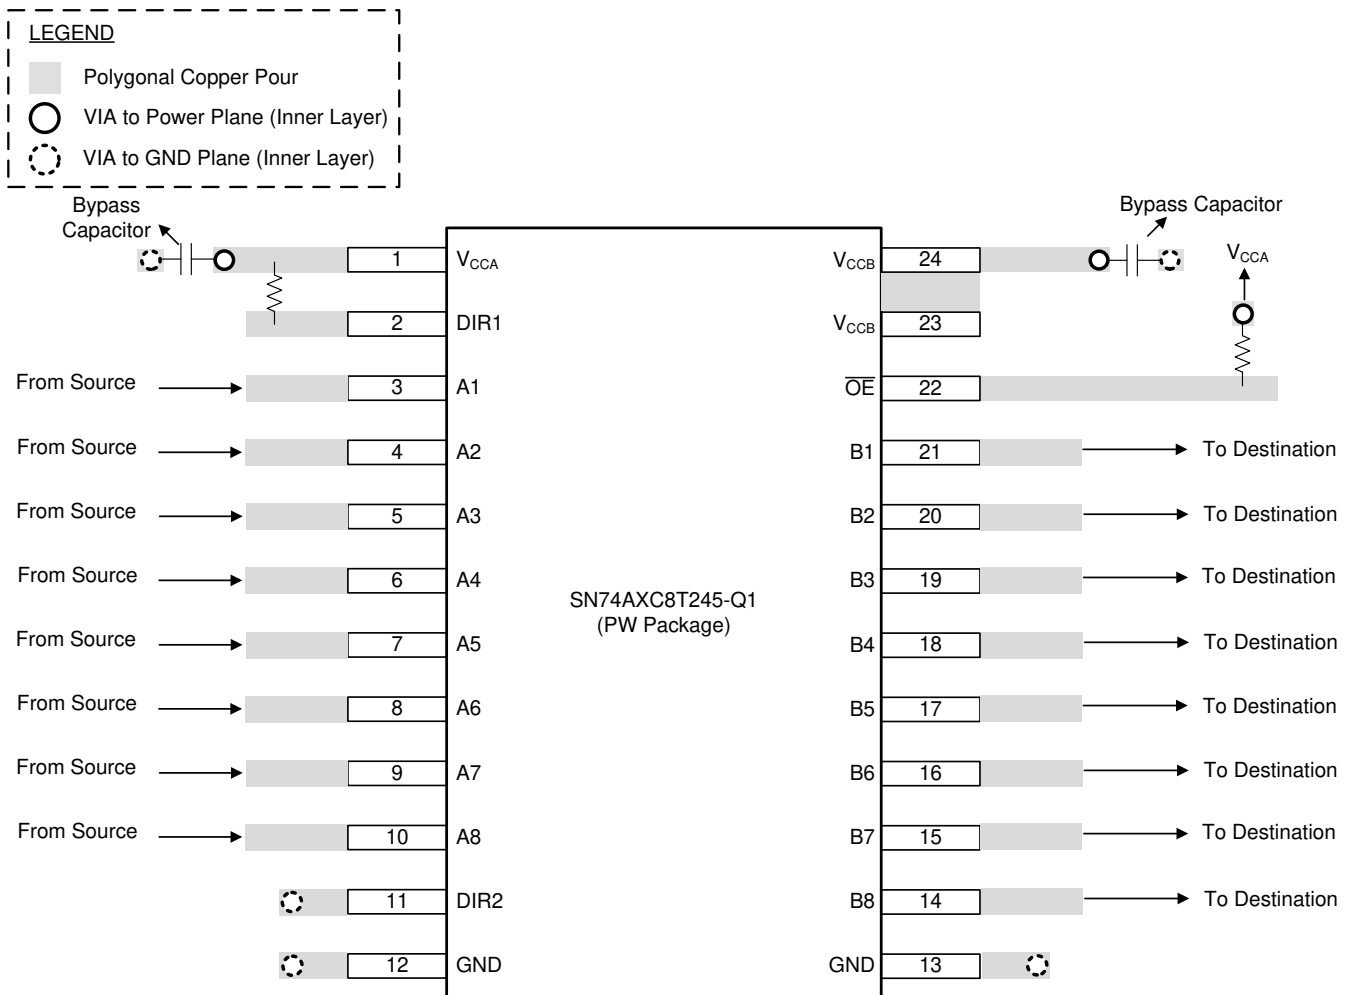 LEGEND
Polygonal Copper Pour
VIA to Power Plane (Inner Layer)
VIA to GND Plane (Inner Layer)
Bypass
Capacitor
Bypass Capacitor
VCCA
1 VCCA
VCCB 24
2 DIR1
VCCB 23
From Source 3 A1
OE 22
From Source 4 A2
B1 21 To Destination
From Source 5 A3
B2 20 To Destination
From Source 6 A4
B3 19 To Destination
SN74AXC8T245-Q1
(PW Package)
From Source 7 A5
B4 18 To Destination
From Source 8 A6
B5 17 To Destination
From Source 9 A7
B6 16 To Destination
From Source 10 A8
B7 15 To Destination
11 DIR2
B8 14 To Destination
12 GND
GND 13